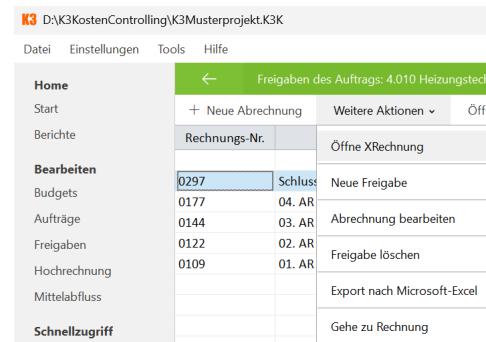 K3 D:\K3KostenControlling\K3Musterprojekt.K3K
Datei Einstellungen Tools Hilfe
Home
Start
Berichte
Bearbeiten
Budgets
Aufträge
Freigaben
Hochrechnung
Mittelabfluss
Schnellzugriff
← Freigaben des Auftrags: 4.010 Heizungstech
+ Neue Abrechnung Weitere Aktionen Öff
Rechnungs-Nr.
0297 Schluss
0177 04. AR
0144 03. AR
0122 02. AR
0109 01. AR
Öffne XRechnung
Neue Freigabe
Abrechnung bearbeiten
Freigabe löschen
Export nach Microsoft-Excel
Gehe zu Rechnung